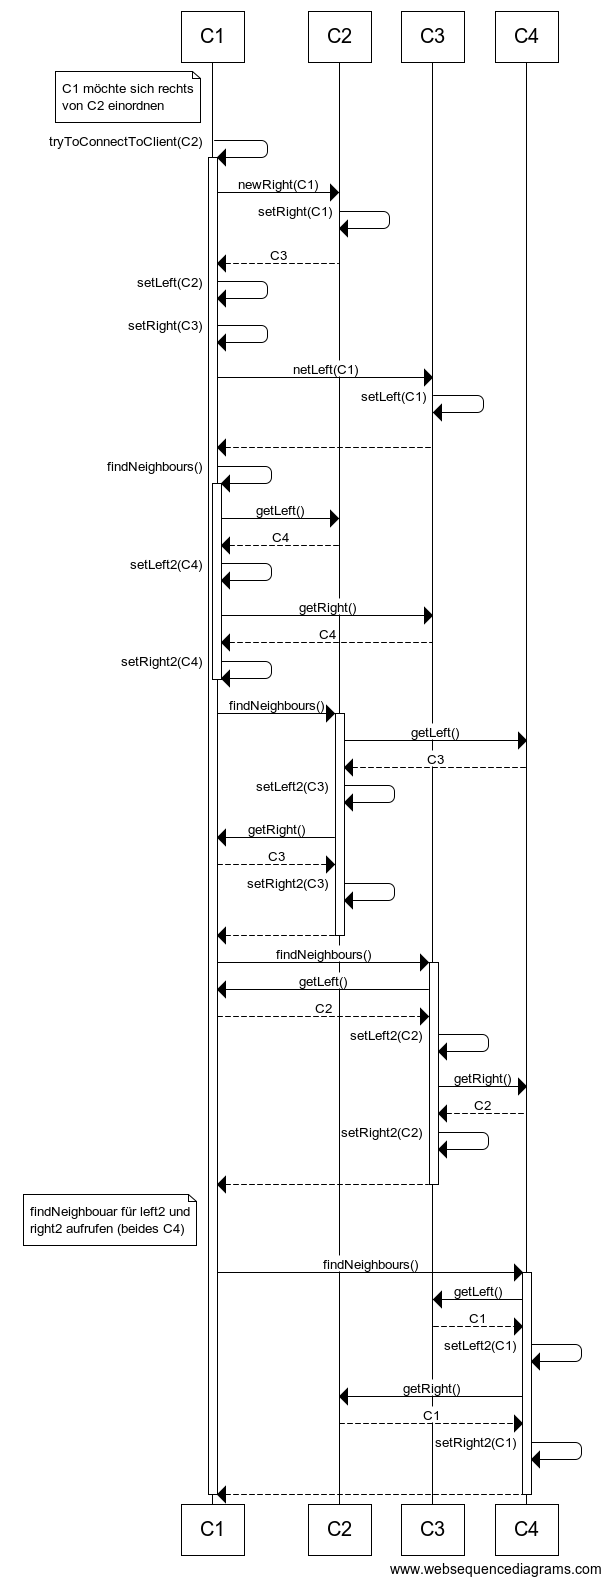 C1 C2 C3 C4
C1 möchte sich rechts
von C2 einordnen
tryToConnectToClient(C2)
newRight(C1)
setRight(C1)
C3
setLeft(C2)
setRight(C3)
netLeft(C1)
setLeft(C1)
findNeighbours()
getLeft()
C4
setLeft2(C4)
getRight()
C4
setRight2(C4)
findNeighbours()
getLeft()
C3
setLeft2(C3)
getRight()
C3
setRight2(C3)
findNeighbours()
getLeft()
C2
setLeft2(C2)
getRight()
C2
setRight2(C2)
findNeighbouar für left2 und
right2 aufrufen (beides C4)
findNeighbours()
getLeft()
C1
setLeft2(C1)
getRight()
C1
setRight2(C1)
C1 C2 C3 C4
www.websequencediagrams.com